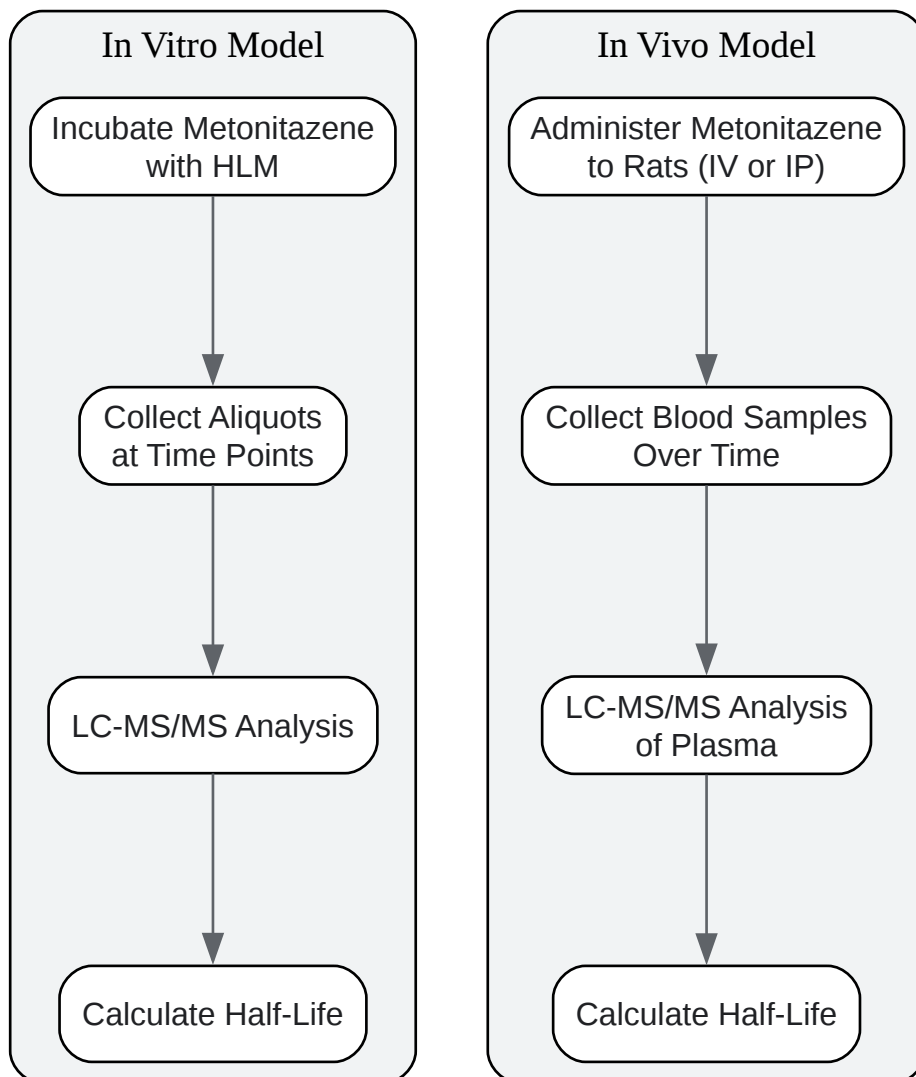 In Vitro Model
Incubate Metonitazene
with HLM
Collect Aliquots
at Time Points
LC-MS/MS Analysis
Calculate Half-Life
In Vivo Model
Administer Metonitazene
to Rats (IV or IP)
Collect Blood Samples
Over Time
LC-MS/MS Analysis
of Plasma
Calculate Half-Life